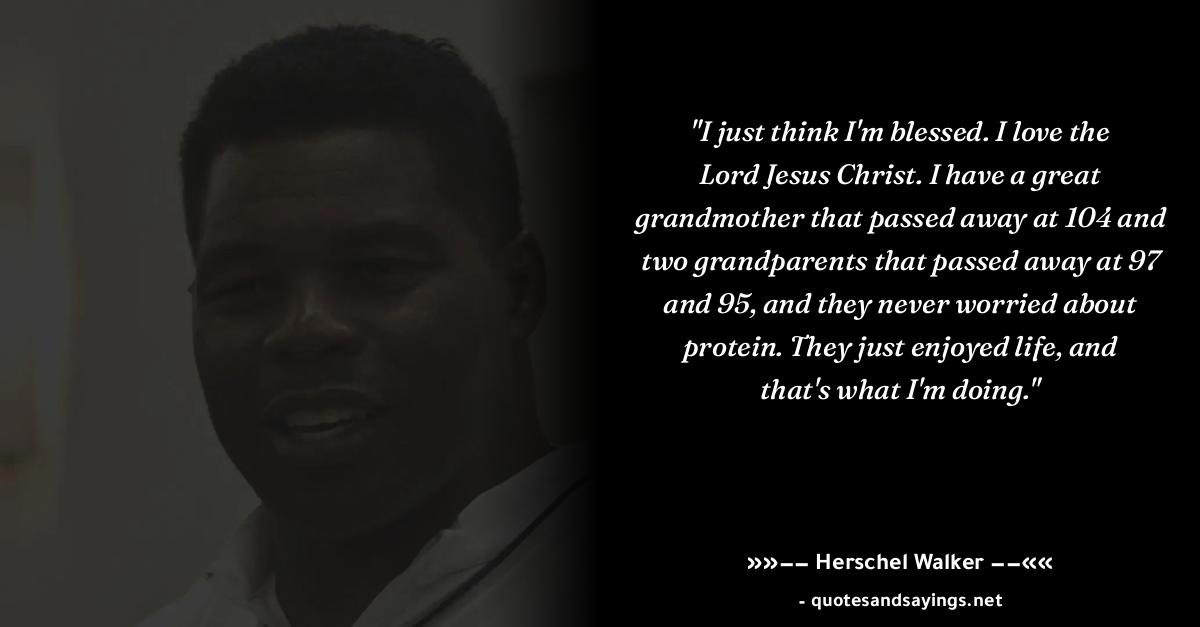 "I just think I'm blessed. I love the
Lord Jesus Christ. I have a great
grandmother that passed away at 104 and
two grandparents that passed away at 97
and 95, and they never worried about
protein. They just enjoyed life, and
that's what I'm doing."
»»−− Herschel Walker −−««
- quotesandsayings.net